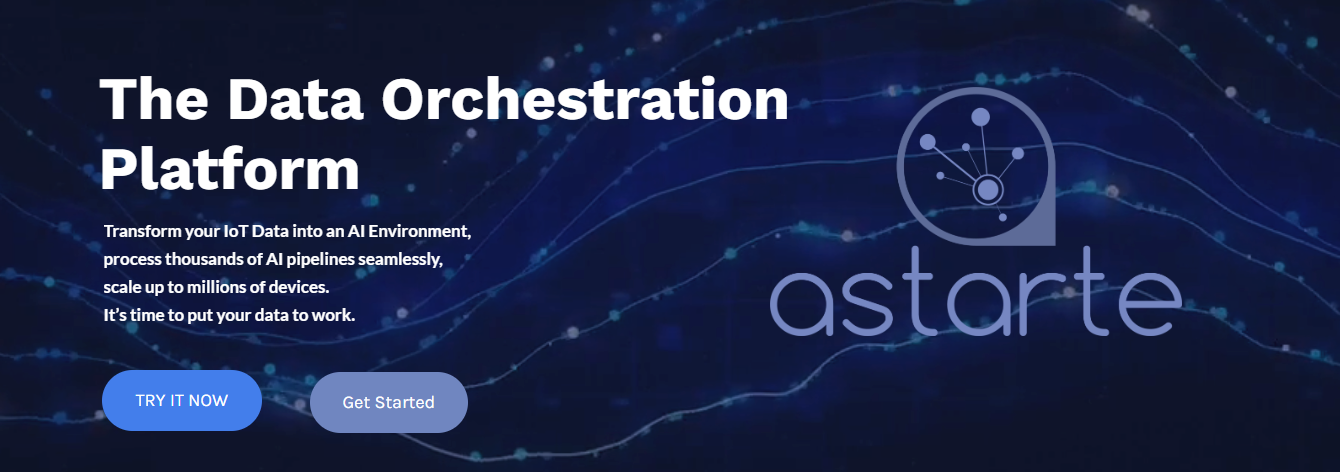 The Data Orchestration
Platform
Transform your IoT Data into an AI Environment,
process thousands of AI pipelines seamlessly,
scale up to millions of devices.
It's time to put your data to work.
TRY IT NOW
Get Started
astarte